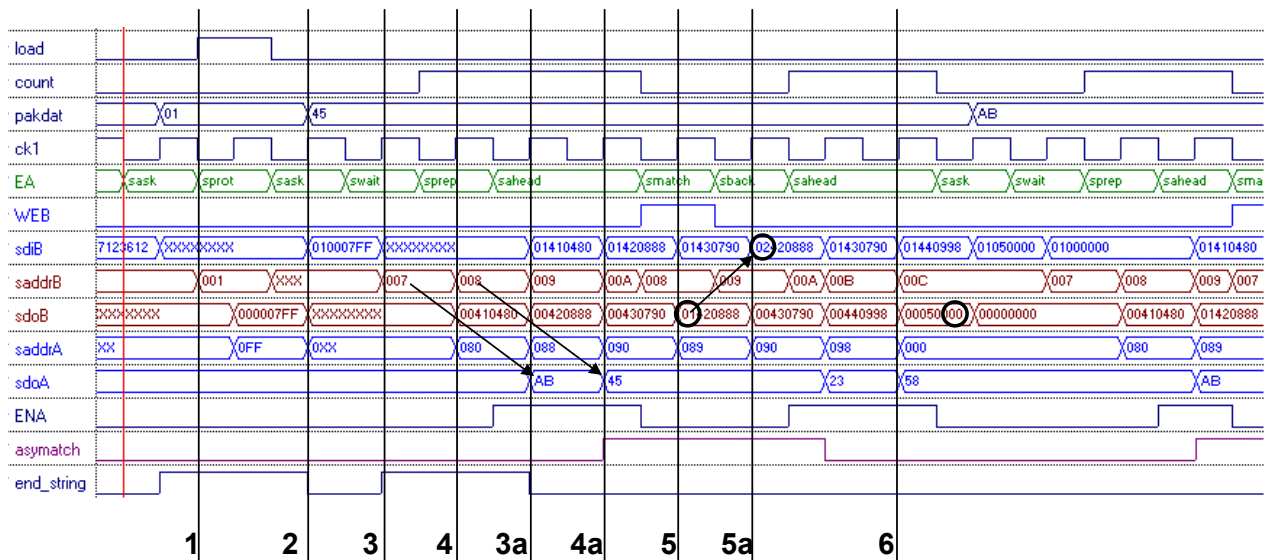 load
count
pakdat 01 45 AB
ck1
EA sask sprot sask swait sprep sahead smatch sback sahead sask swait sprep sahead sma
WEB
sdiB 7123612 XXXXXXXX 010007FF XXXXXXXX 01410480 01420888 01430790 02420888 01430790 01440998 01050000 01000000 01410480
saddrB 001 XXX 007 008 009 00A 008 009 00A 00B 00C 007 008 009 007
sdoB XXXXXXXX 000007FF XXXXXXXX 00410480 00420888 00430790 01420888 00430790 00440998 00050000 00000000 00410480 01420888
saddrA XX 0FF 0XX 080 088 090 089 090 098 000 080 089
sdoA AB 45 23 58 AB
ENA
asymatch
end_string
1 2 3 4 3a 4a 5 5a 6